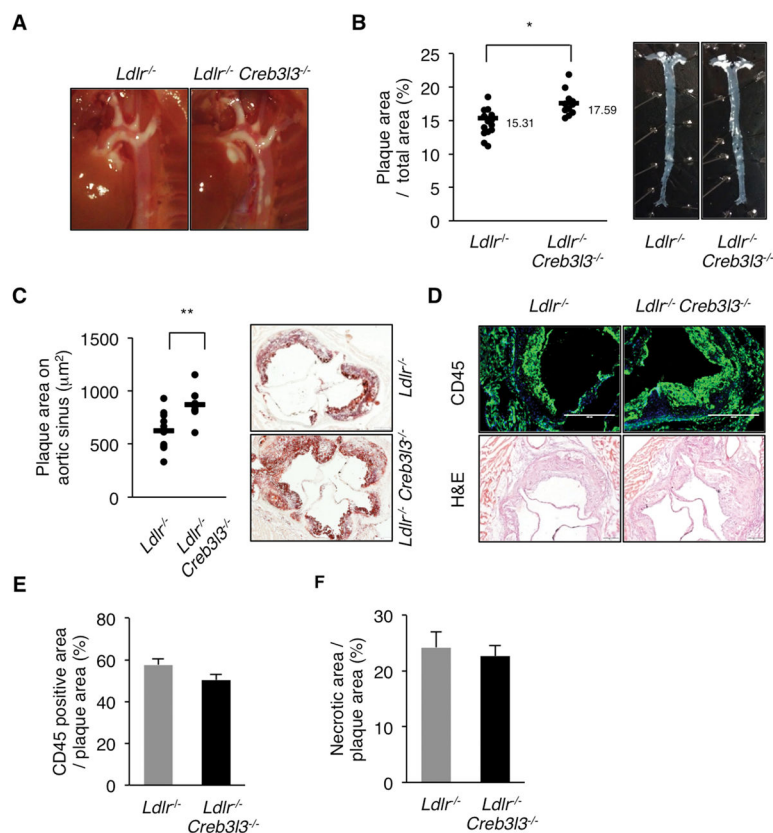 A
Ldlr-/-
Ldlr-/- Creb3l3-/-
B
Plaque area
/ total area (%)
25
20
15
10
5
0
*
15.31
17.59
Ldlr-/-
Ldlr-/-
Creb3l3-/-
Ldlr-/-
Ldlr-/-
Creb3l3-/-
C
Plaque area on
aortic sinus (μm2)
1500
1000
500
0
**
Ldlr-/-
Ldlr-/-
Creb3l3-/-
Ldlr-/-
Ldlr-/- Creb3l3-/-
D
Ldlr-/-
Ldlr-/- Creb3l3-/-
CD45
H&E
E
CD45 positive area
/ plaque area (%)
80
60
40
20
0
Ldlr-/-
Ldlr-/-
Creb3l3-/-
F
Necrotic area /
plaque area (%)
30
20
10
0
Ldlr-/-
Ldlr-/-
Creb3l3-/-